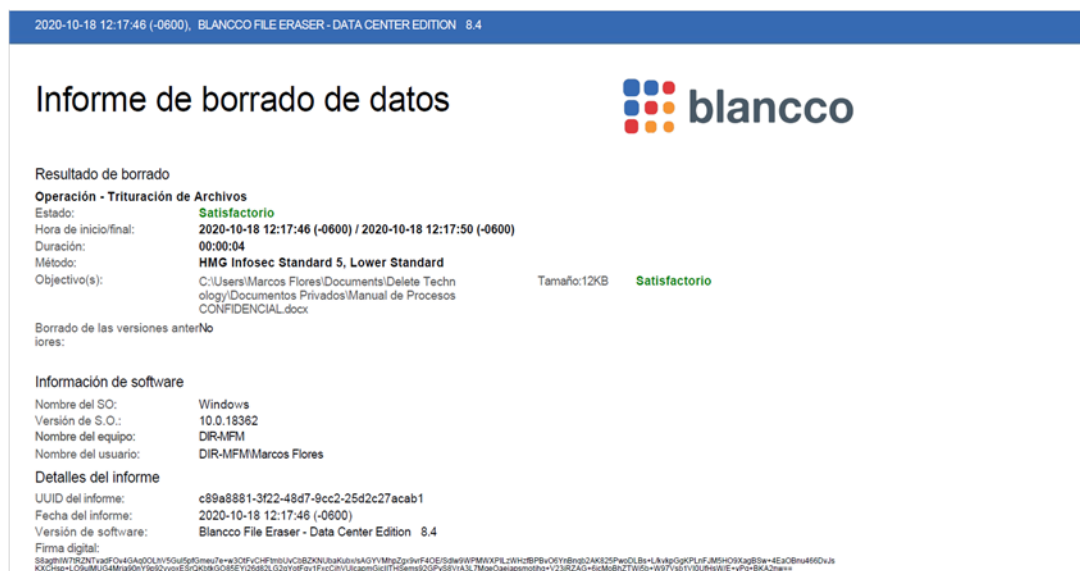 2020-10-18 12:17:46 (-0600), BLANCCO FILE ERASER - DATA CENTER EDITION 8.4
Informe de borrado de datos
blancco
Resultado de borrado
Operación - Trituración de Archivos
Estado: Satisfactorio
Hora de inicio/final: 2020-10-18 12:17:46 (-0600) / 2020-10-18 12:17:50 (-0600)
Duración: 00:00:04
Método: HMG Infosec Standard 5, Lower Standard
Objectivo(s): C:\Users\Marcos Flores\Documents\Delete Techn Tamaño:12KB Satisfactorio
ology\Documentos Privados\Manual de Procesos
CONFIDENCIAL.docx
Borrado de las versiones anter No
iores:
Información de software
Nombre del SO: Windows
Versión de S.O.: 10.0.18362
Nombre del equipo: DIR-MFM
Nombre del usuario: DIR-MFM\Marcos Flores
Detalles del informe
UUID del informe: c89a8881-3f22-48d7-9cc2-25d2c27acab1
Fecha del informe: 2020-10-18 12:17:46 (-0600)
Versión de software: Blancco File Eraser - Data Center Edition 8.4
Firma digital: